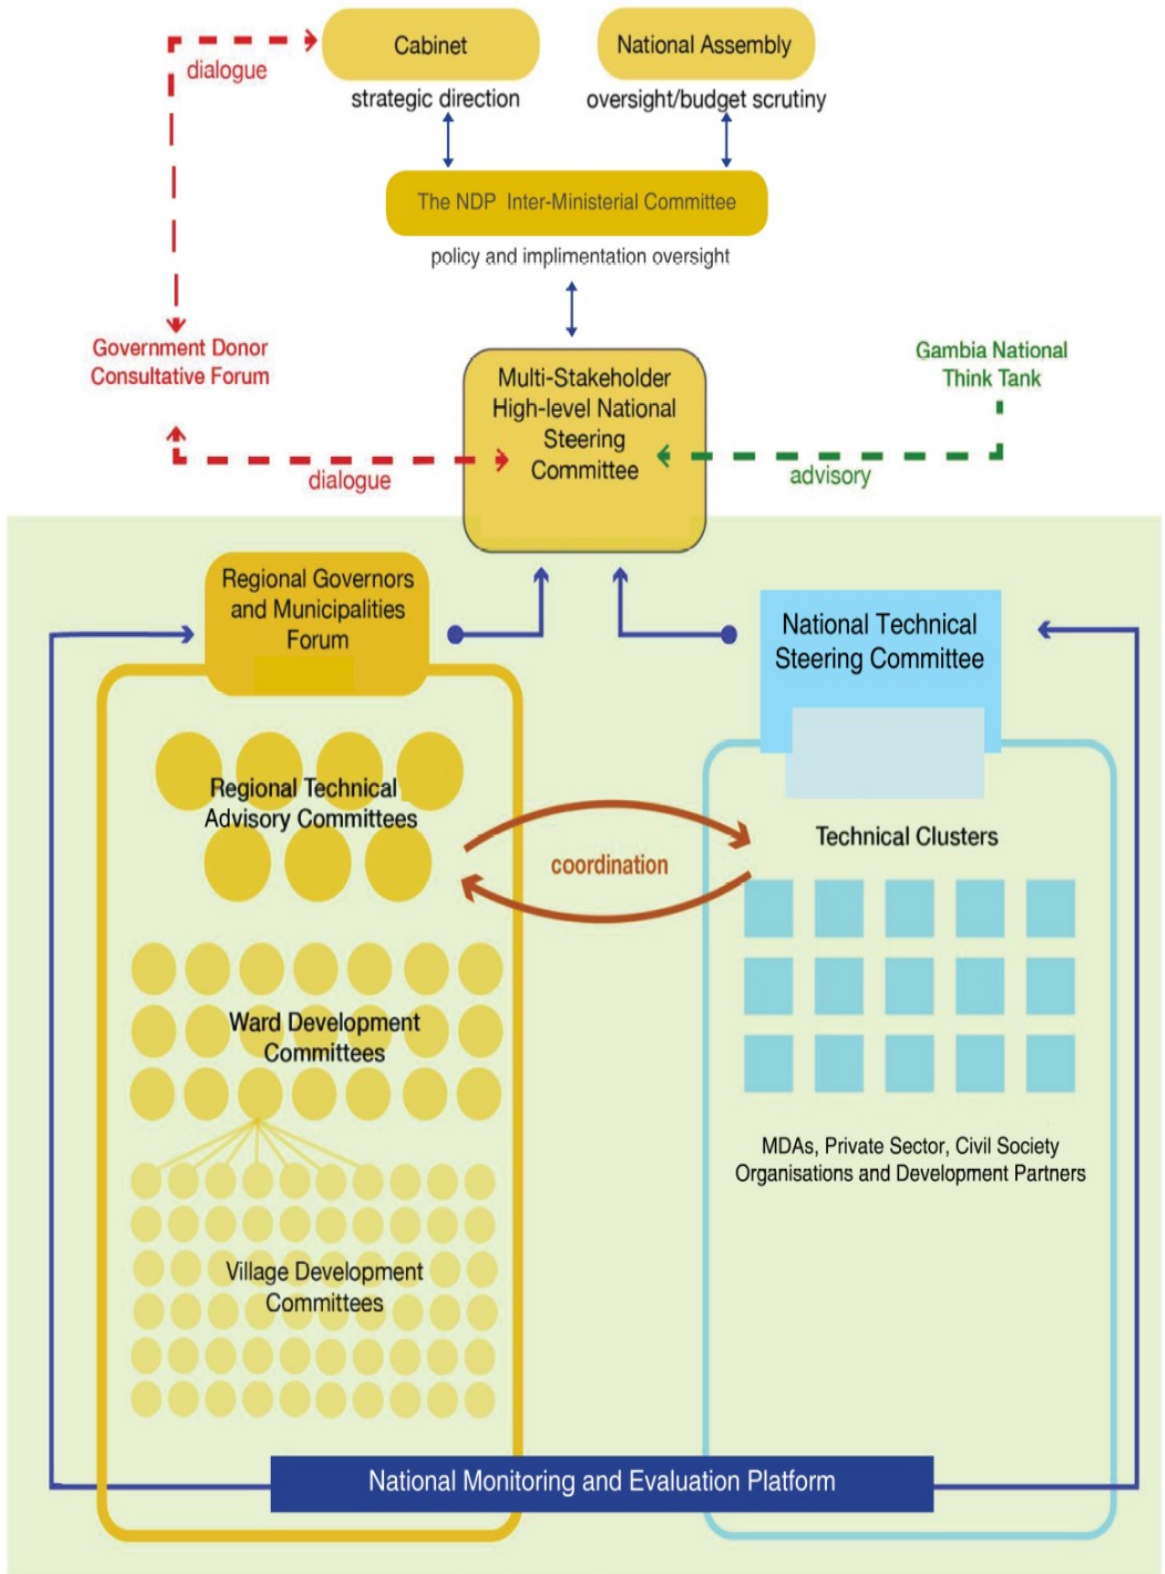 Cabinet
National Assembly
dialogue
strategic direction
oversight/budget scrutiny
The NDP Inter-Ministerial Committee
policy and implimentation oversight
Government Donor
Consultative Forum
Multi-Stakeholder
High-level National
Steering
Committee
Gambia National
Think Tank
dialogue
advisory
Regional Governors
and Municipalities
Forum
National Technical
Steering Committee
Regional Technical
Advisory Committees
coordination
Technical Clusters
Ward Development
Committees
MDAs, Private Sector, Civil Society
Organisations and Development Partners
Village Development
Committees
National Monitoring and Evaluation Platform